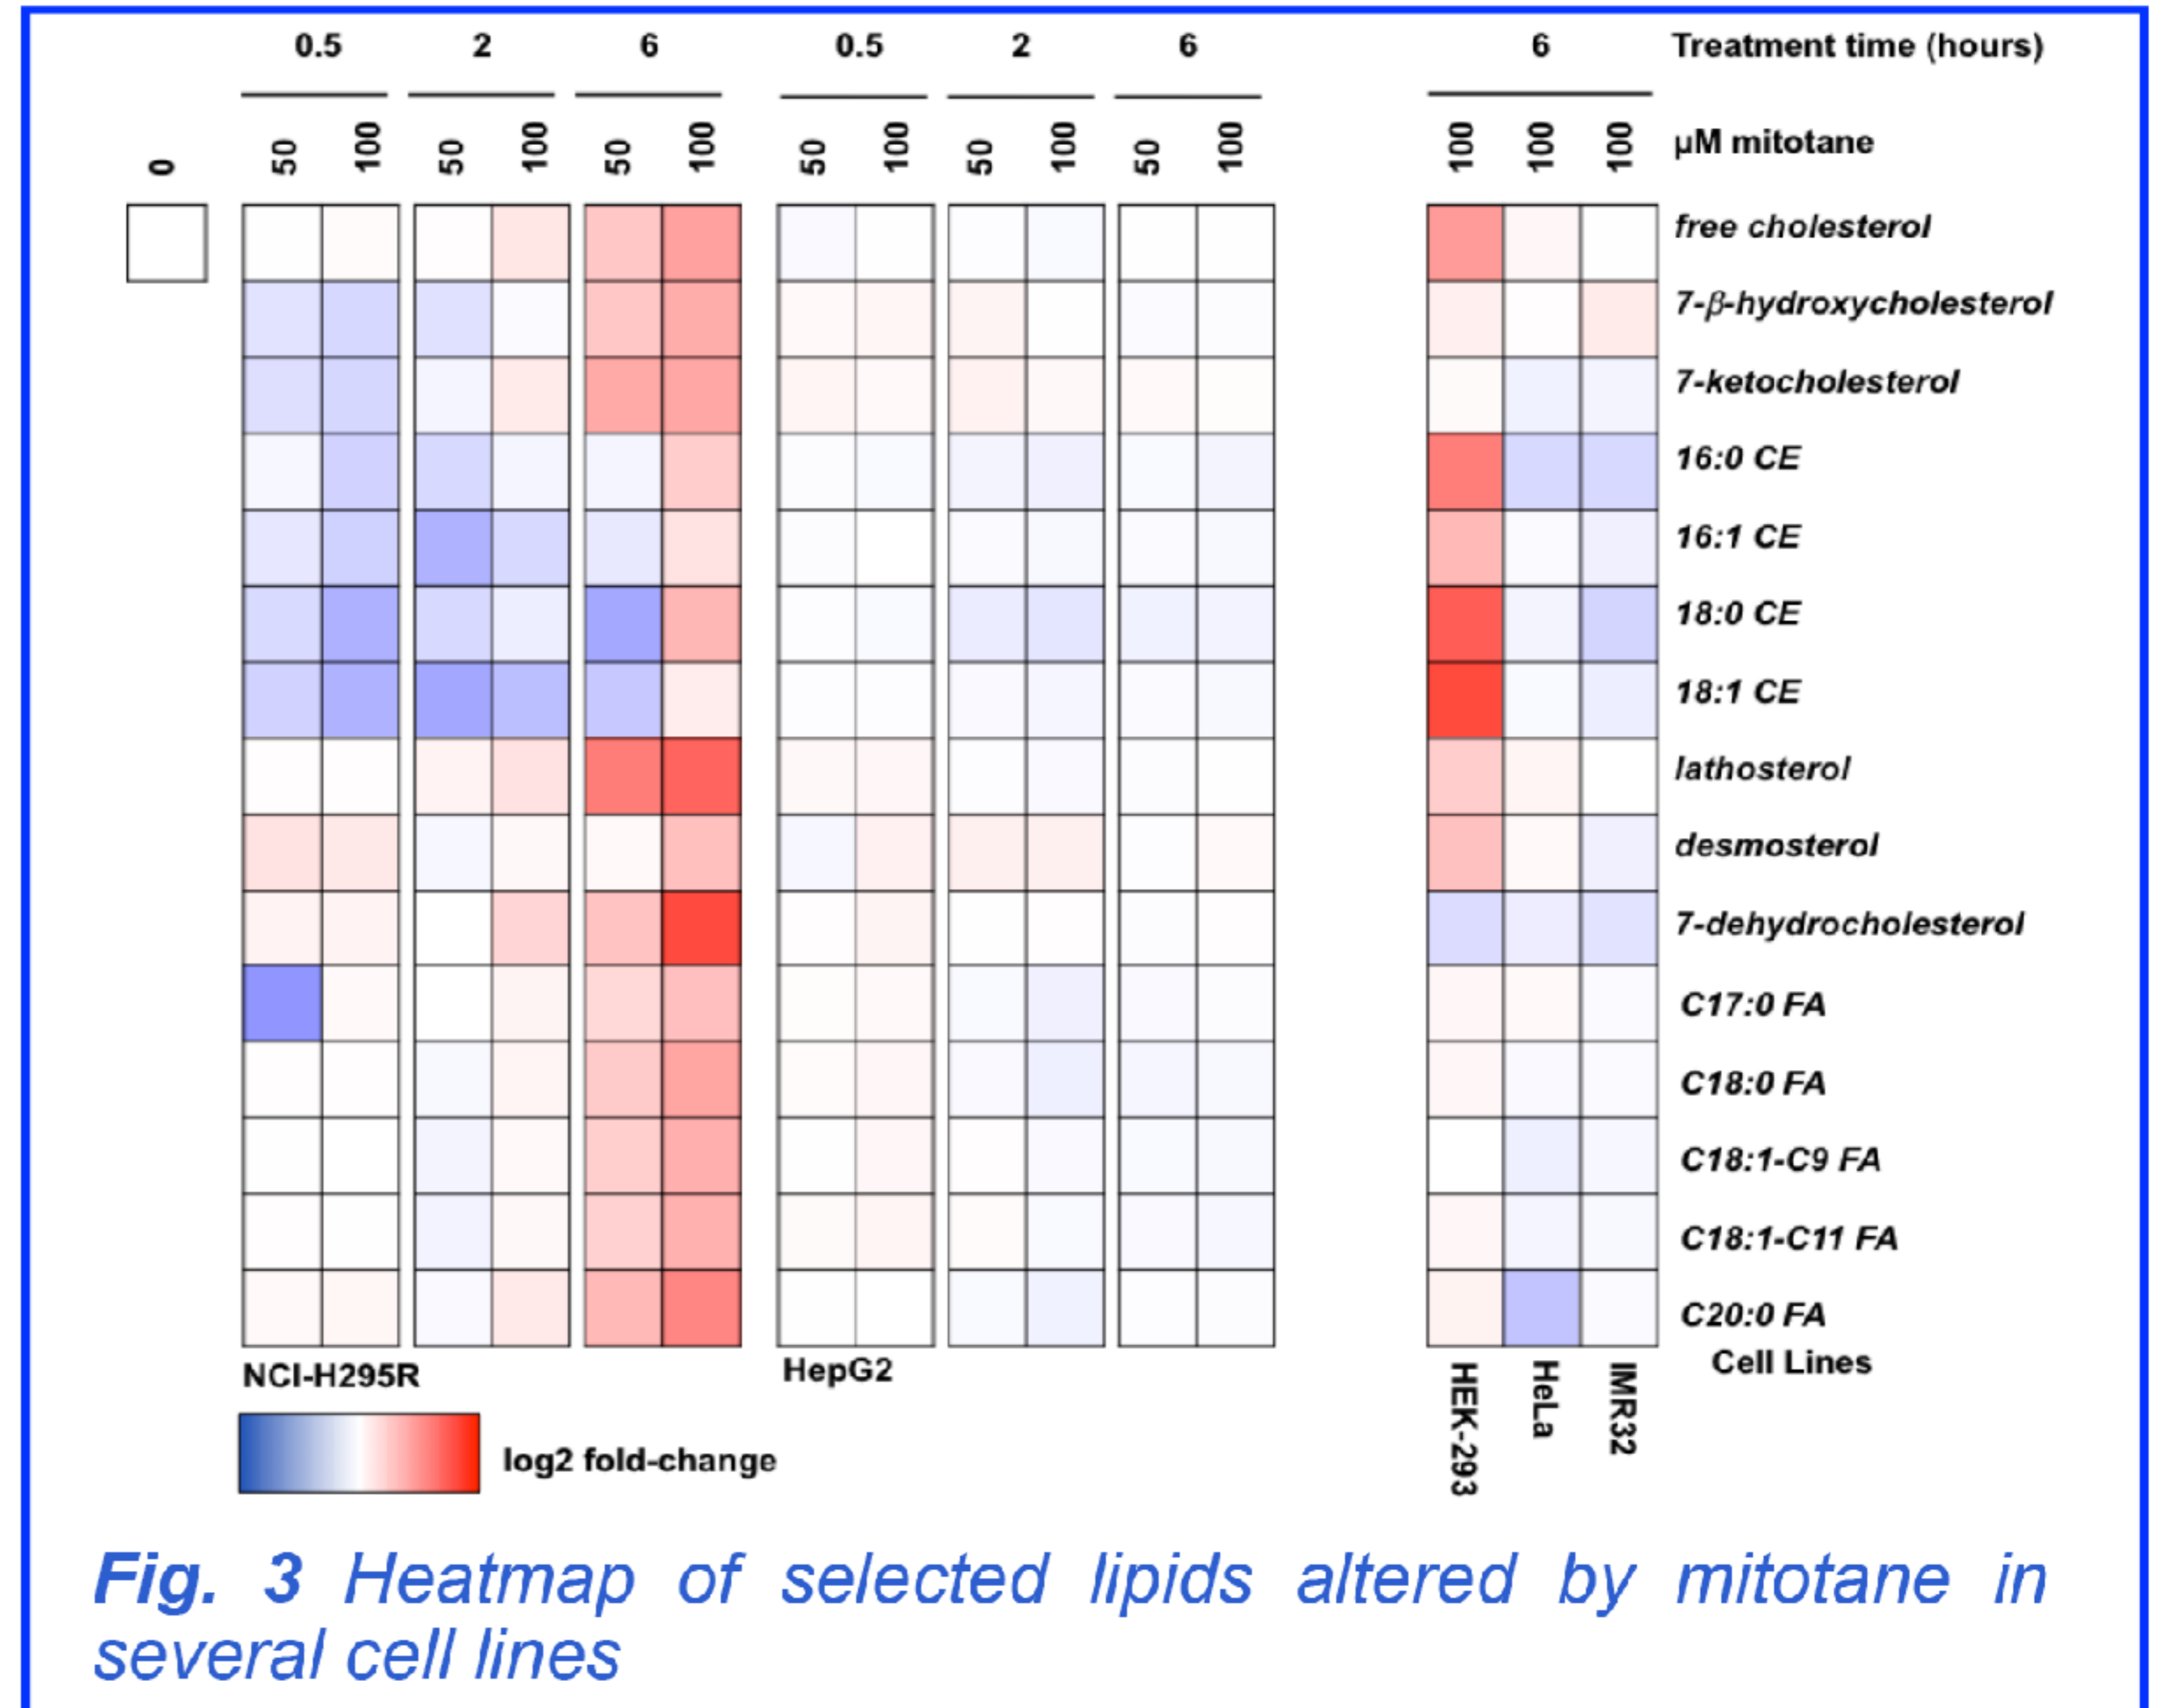 0.5 2 6 0.5 2 6 6 Treatment time (hours)
0 50 100 50 100 50 100 50 100 50 100 50 100 100 100 100 µM mitotane
free cholesterol
7-β-hydroxycholesterol
7-ketocholesterol
16:0 CE
16:1 CE
18:0 CE
18:1 CE
lathosterol
desmosterol
7-dehydrocholesterol
C17:0 FA
C18:0 FA
C18:1-C9 FA
C18:1-C11 FA
C20:0 FA
NCI-H295R HepG2 HEK-293 HeLa IMR32 Cell Lines
log2 fold-change
Fig. 3 Heatmap of selected lipids altered by mitotane in
several cell lines